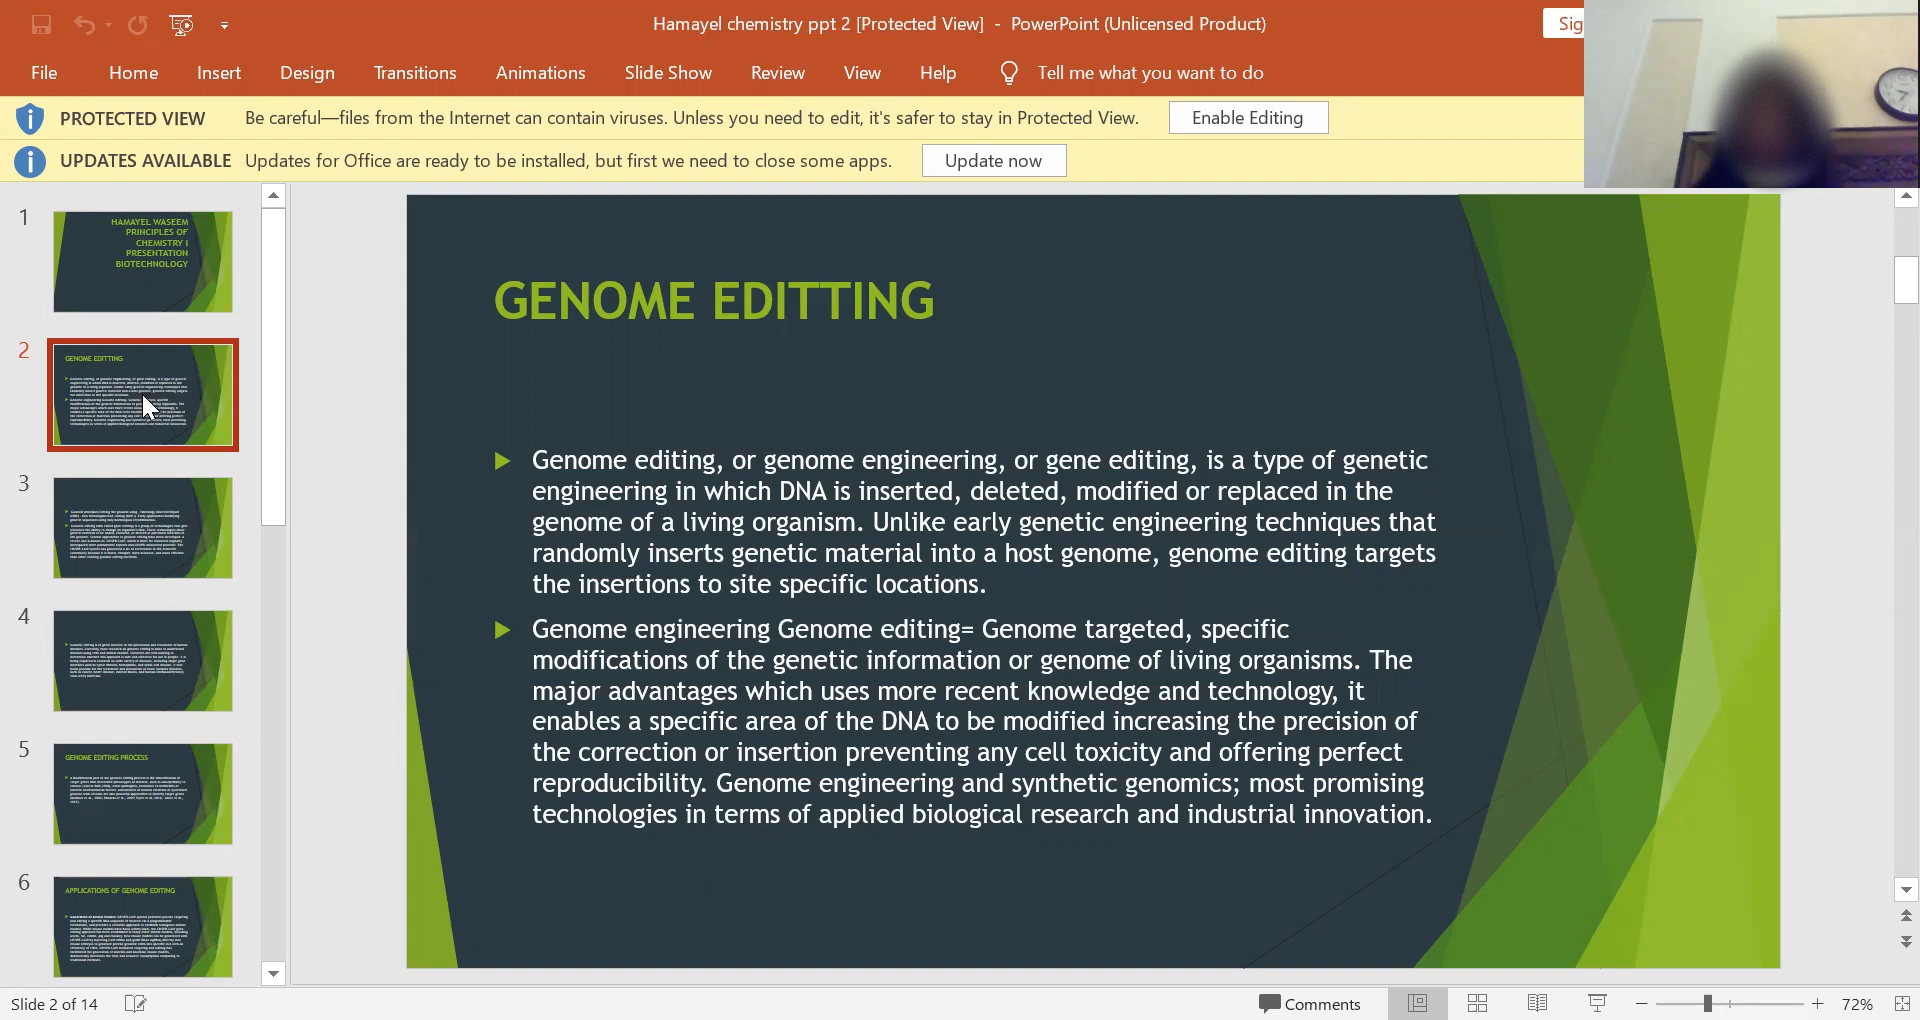 Hamayel chemistry ppt 2 [Protected View] - PowerPoint (Unlicensed Product)
Sig
File Home Insert Design Transitions Animations Slide Show Review View Help Tell me what you want to do
PROTECTED VIEW Be careful—files from the Internet can contain viruses. Unless you need to edit, it's safer to stay in Protected View. Enable Editing
UPDATES AVAILABLE Updates for Office are ready to be installed, but first we need to close some apps. Update now
1
HAMAYEL WASEEM
PRINCIPLES OF
CHEMISTRY I
PRESENTATION
BIOTECHNOLOGY
2
GENOME EDITTING
3
4
5
GENOME EDITING PROCESS
6
APPLICATIONS OF GENOME EDITING
GENOME EDITTING
Genome editing, or genome engineering, or gene editing, is a type of genetic
engineering in which DNA is inserted, deleted, modified or replaced in the
genome of a living organism. Unlike early genetic engineering techniques that
randomly inserts genetic material into a host genome, genome editing targets
the insertions to site specific locations.
Genome engineering Genome editing= Genome targeted, specific
modifications of the genetic information or genome of living organisms. The
major advantages which uses more recent knowledge and technology, it
enables a specific area of the DNA to be modified increasing the precision of
the correction or insertion preventing any cell toxicity and offering perfect
reproducibility. Genome engineering and synthetic genomics; most promising
technologies in terms of applied biological research and industrial innovation.
Slide 2 of 14
Comments
72%